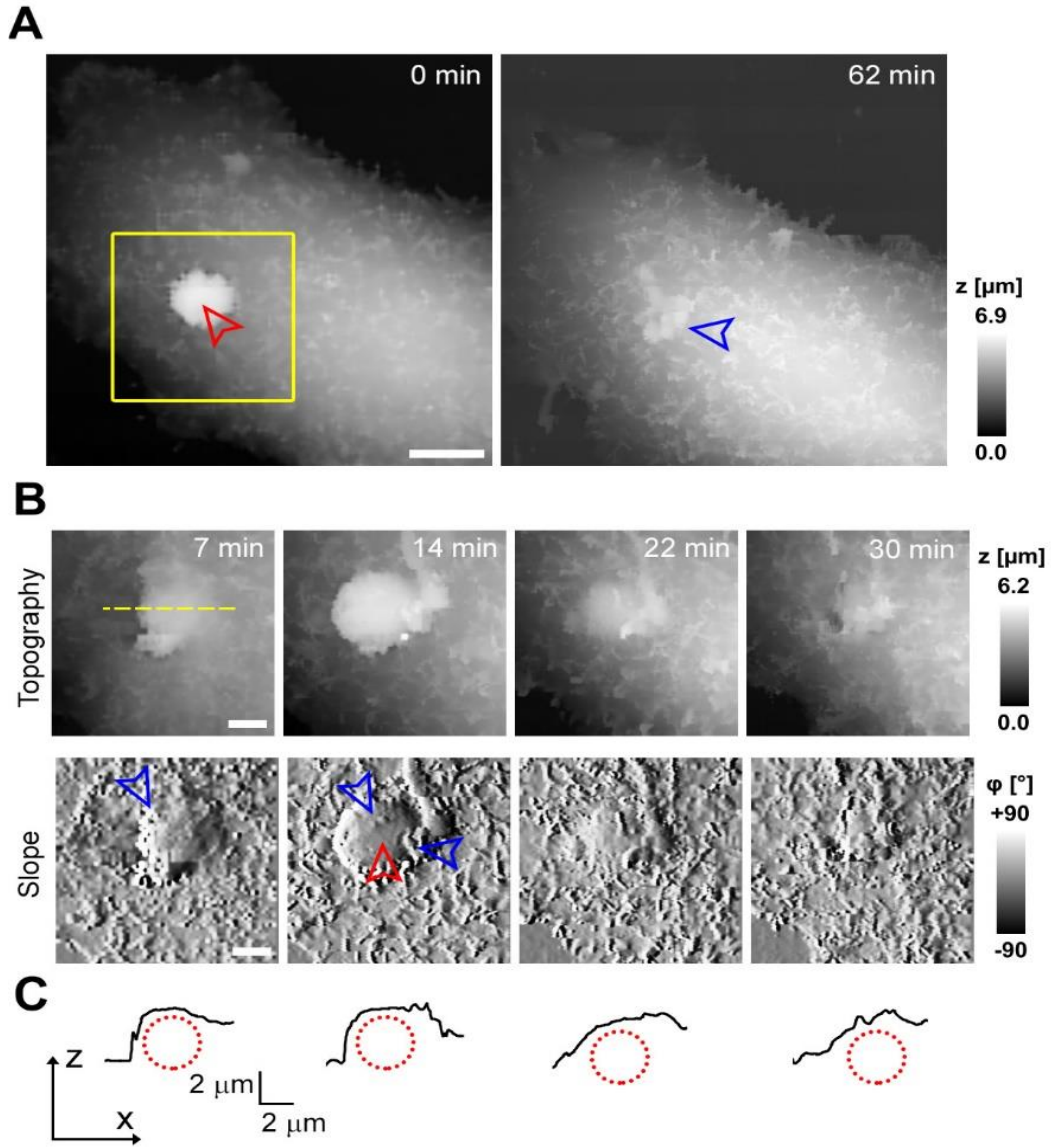 A
0 min
62 min
z [µm]
6.9
0.0
B
7 min
14 min
22 min
30 min
Topography
z [µm]
6.2
0.0
Slope
φ [°]
+90
-90
C
z
x
2 µm
2 µm